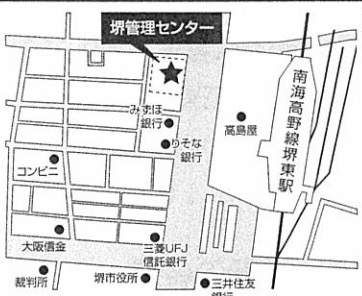 堺管理センター
みずほ
銀行
りそな
銀行
高島屋
南海高野線堺東駅
コンビニ
大阪信金
三菱UFJ
信託銀行
裁判所
堺市役所
三井住友
銀行